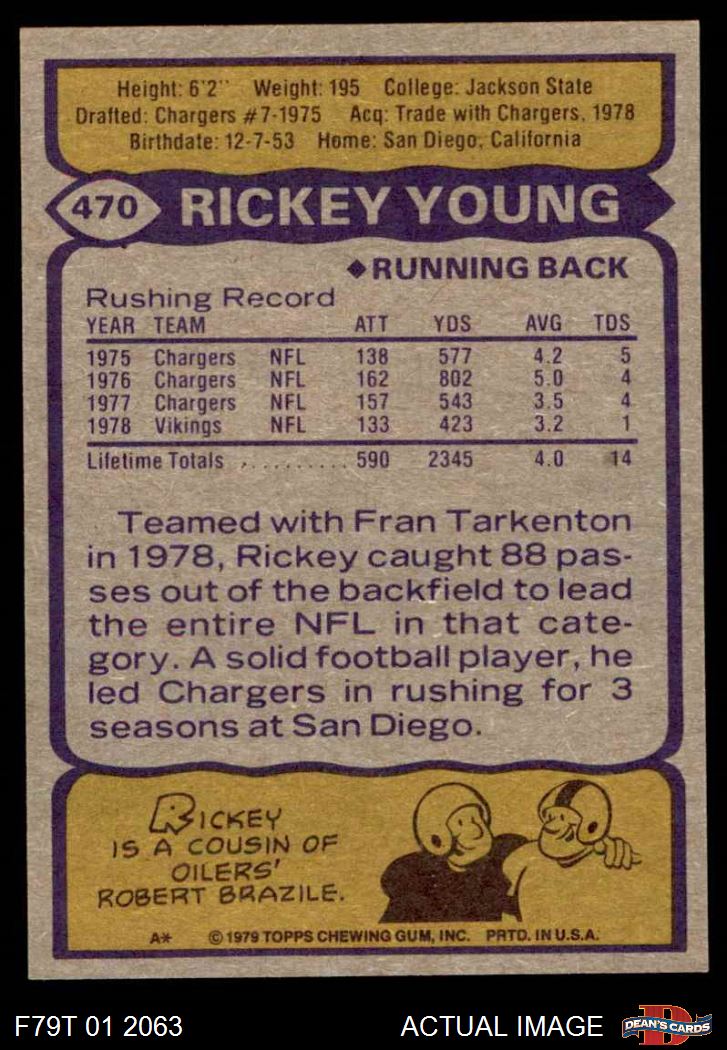 Height: 6'2" Weight: 195 College: Jackson State
Drafted: Chargers #7-1975 Acq: Trade with Chargers, 1978
Birthdate: 12-7-53 Home: San Diego, California
470 RICKEY YOUNG
◆RUNNING BACK
Rushing Record
YEAR TEAM ATT YDS AVG TDS
1975 Chargers NFL 138 577 4.2 5
1976 Chargers NFL 162 802 5.0 4
1977 Chargers NFL 157 543 3.5 4
1978 Vikings NFL 133 423 3.2 1
Lifetime Totals .......... 590 2345 4.0 14
Teamed with Fran Tarkenton
in 1978, Rickey caught 88 pas-
ses out of the backfield to lead
the entire NFL in that cate-
gory. A solid football player, he
led Chargers in rushing for 3
seasons at San Diego.
RICKEY
IS A COUSIN OF
OILERS'
ROBERT BRAZILE.
A* © 1979 TOPPS CHEWING GUM, INC. PRTD. IN U.S.A.
F79T 01 2063 ACTUAL IMAGE D DEAN'S CARDS